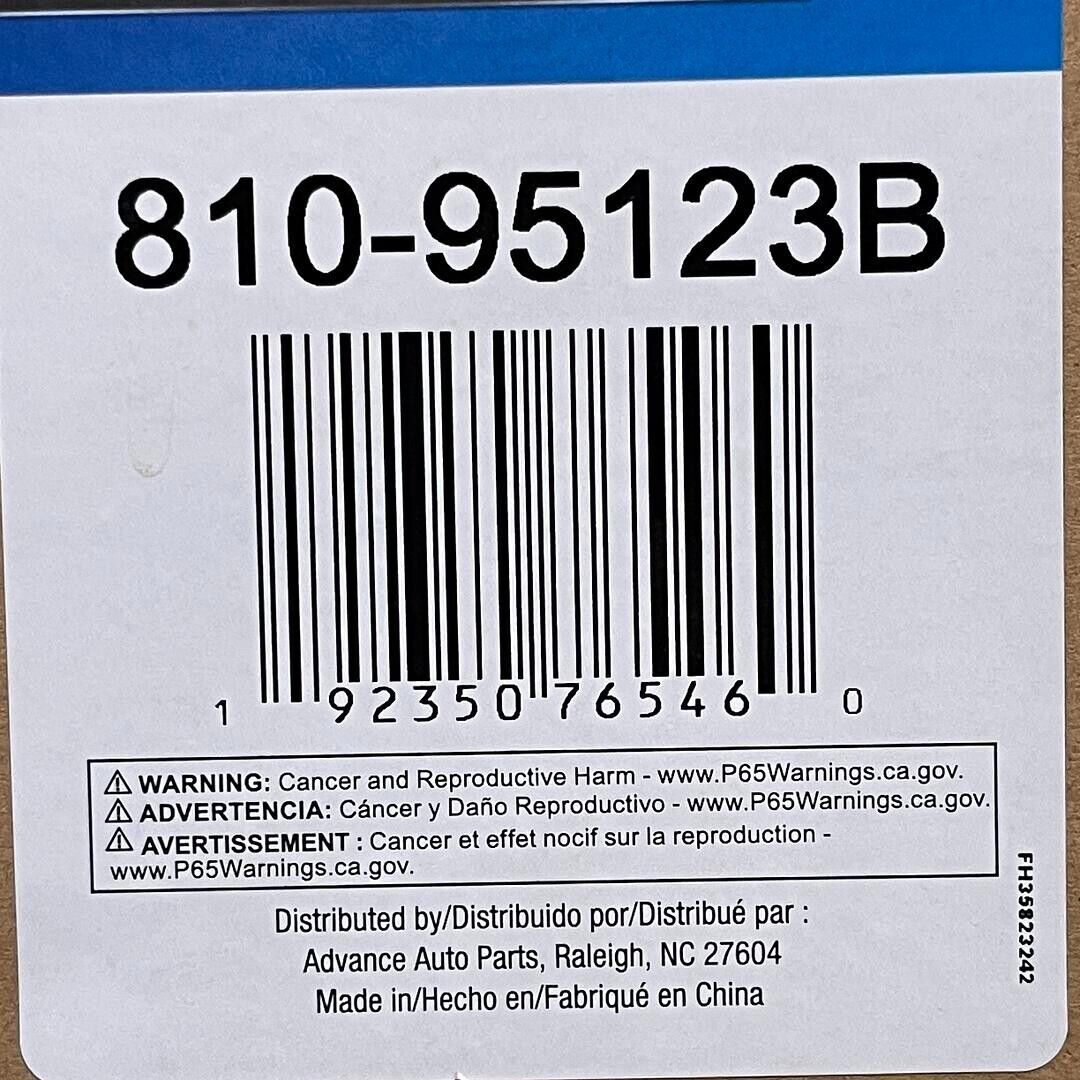 810-95123B
1 92350 76546 0
⚠ WARNING: Cancer and Reproductive Harm - www.P65Warnings.ca.gov.
⚠ ADVERTENCIA: Cáncer y Daño Reproductivo - www.P65Warnings.ca.gov.
⚠ AVERTISSEMENT : Cancer et effet nocif sur la reproduction -
www.P65Warnings.ca.gov.
Distributed by/Distribuido por/Distribué par :
Advance Auto Parts, Raleigh, NC 27604
Made in/Hecho en/Fabriqué en China
FH35823242